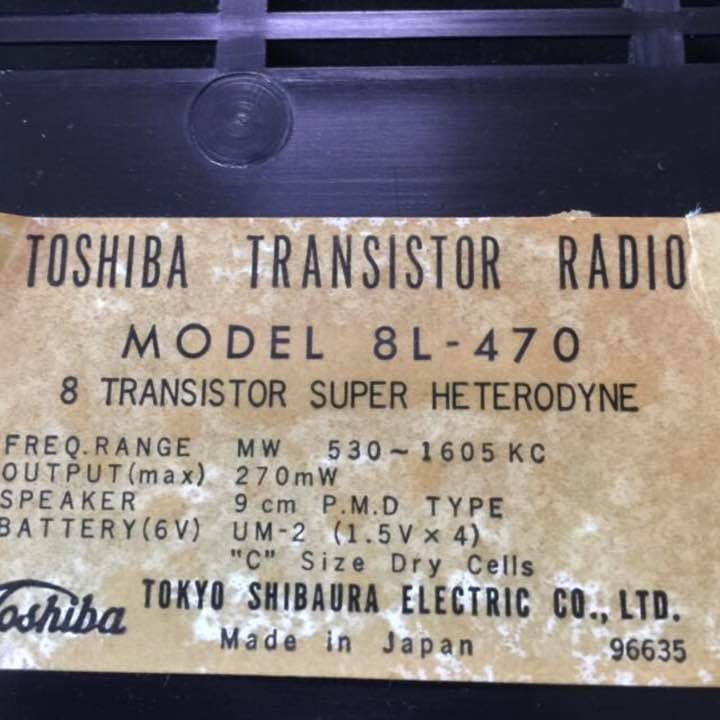 TOSHIBA TRANSISTOR RADIO
MODEL 8L-470
8 TRANSISTOR SUPER HETERODYNE
FREQ.RANGE MW 530~1605 KC
OUTPUT(max) 270mW
SPEAKER 9 cm P.M.D TYPE
BATTERY(6V) UM-2 (1.5V×4)
"C" Size Dry Cells
Toshiba TOKYO SHIBAURA ELECTRIC CO., LTD.
Made in Japan 96635